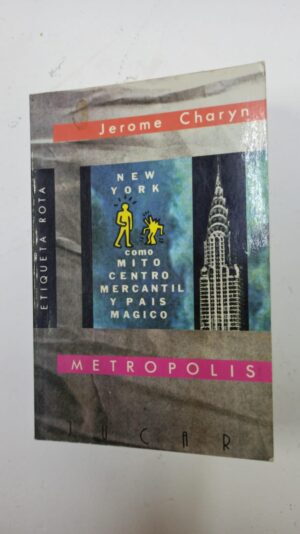 Jerome Charyn
ETIQUETA ROTA
NEW
YORK
como
MITO
CENTRO
MERCANTIL
Y PAIS
MAGICO
METROPOLIS
JUCAR